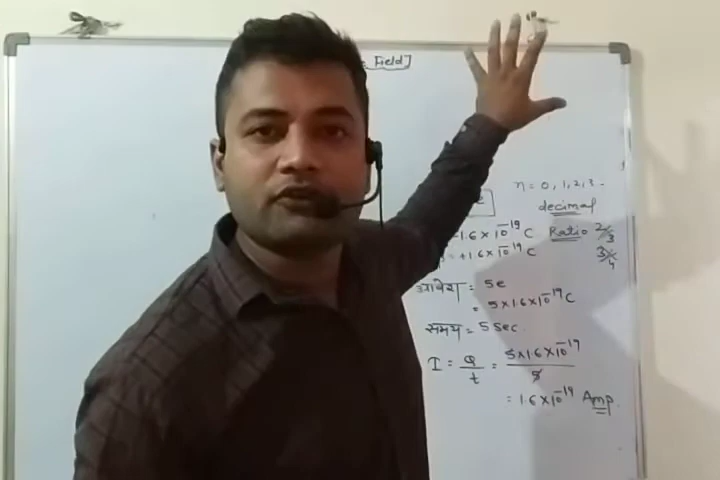 Field]
n = 0, 1, 2, 3 -
decimal
-1.6 × 10⁻¹⁹ C Ratio 2/3
= +1.6 × 10⁻¹⁹ C 3/4
आवेश = 5e
= 5 × 1.6 × 10⁻¹⁹ C
समय = 5 Sec.
I = Q/t = 5 × 1.6 × 10⁻¹⁹/5
= 1.6 × 10⁻¹⁹ Amp.